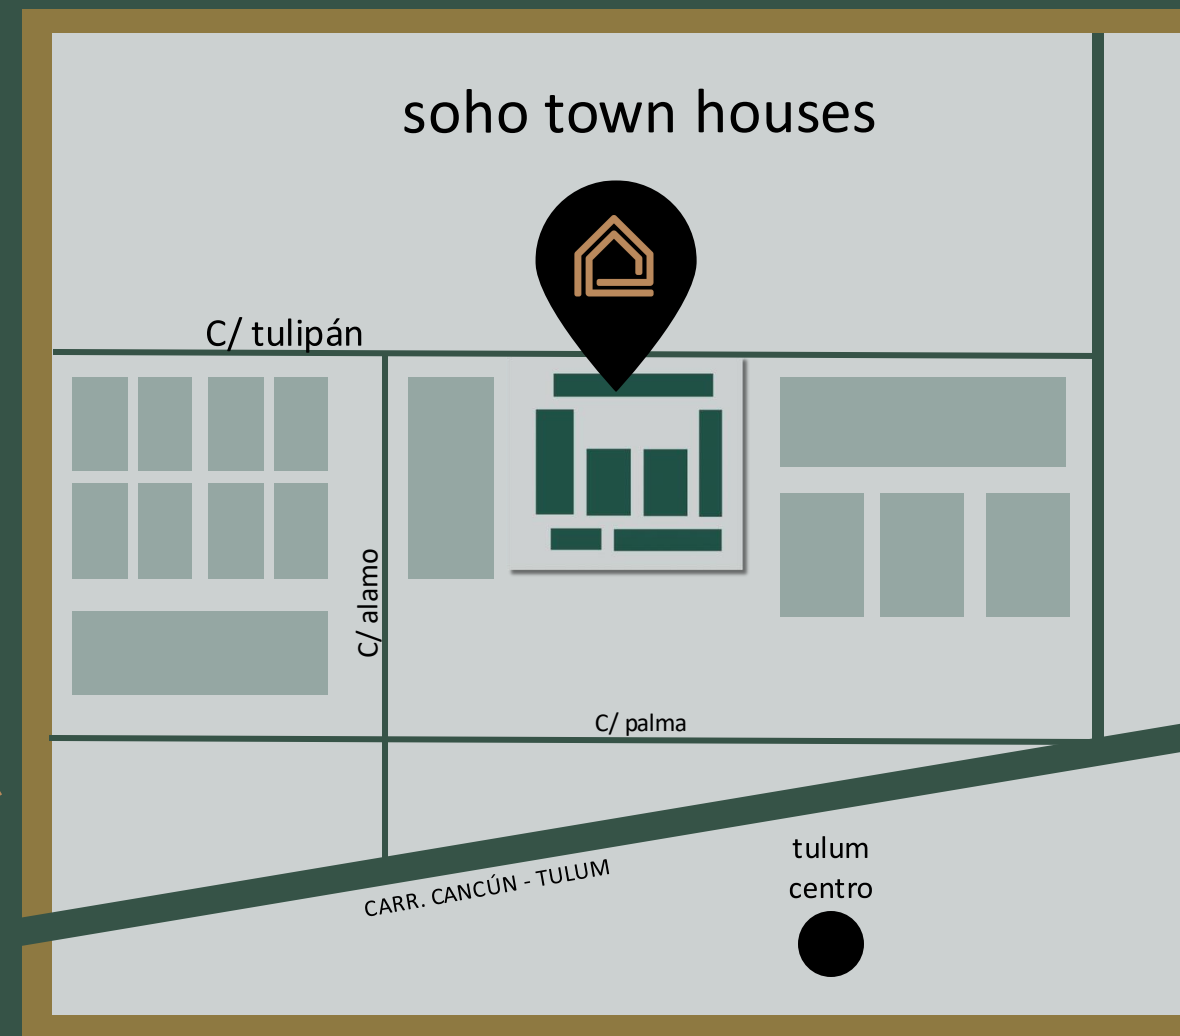 soho town houses
C/ tulipán
C/ alamo
C/ palma
CARR. CANCÚN - TULUM
tulum
centro